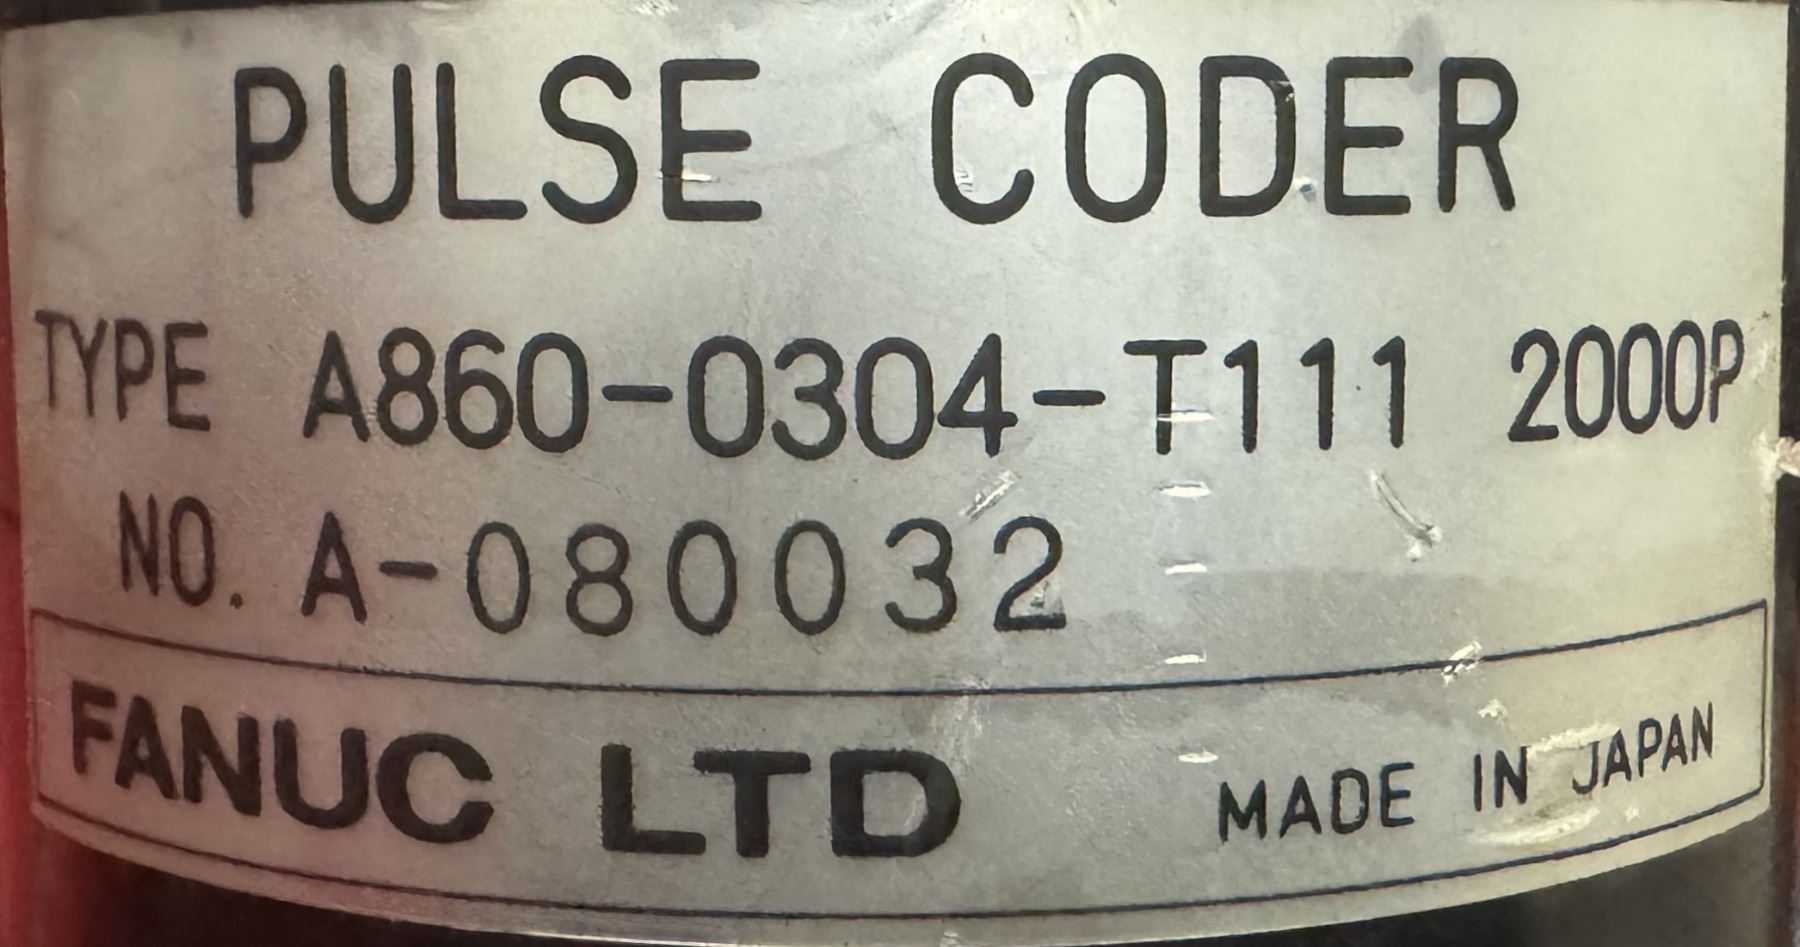 PULSE CODER
TYPE A860-0304-T111 2000P
NO. A-080032
FANUC LTD MADE IN JAPAN